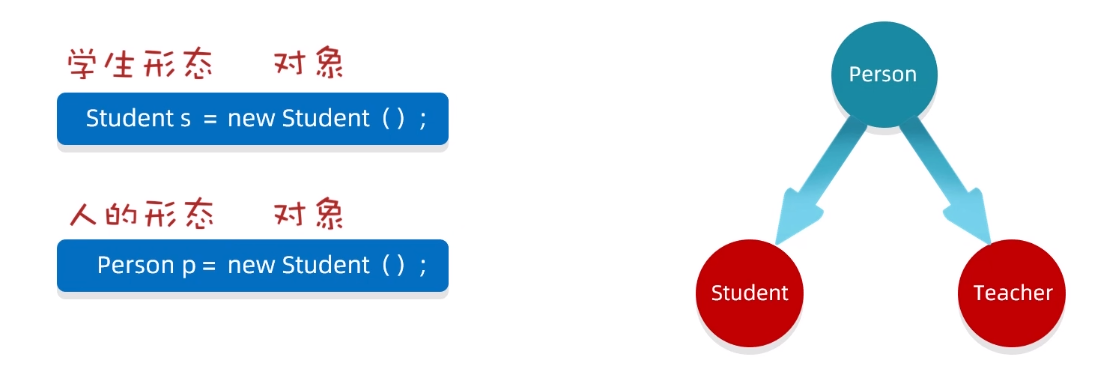 学生形态 对象
Student s = new Student ( ) ;
人的形态 对象
Person p = new Student ( ) ;
Person
Student
Teacher